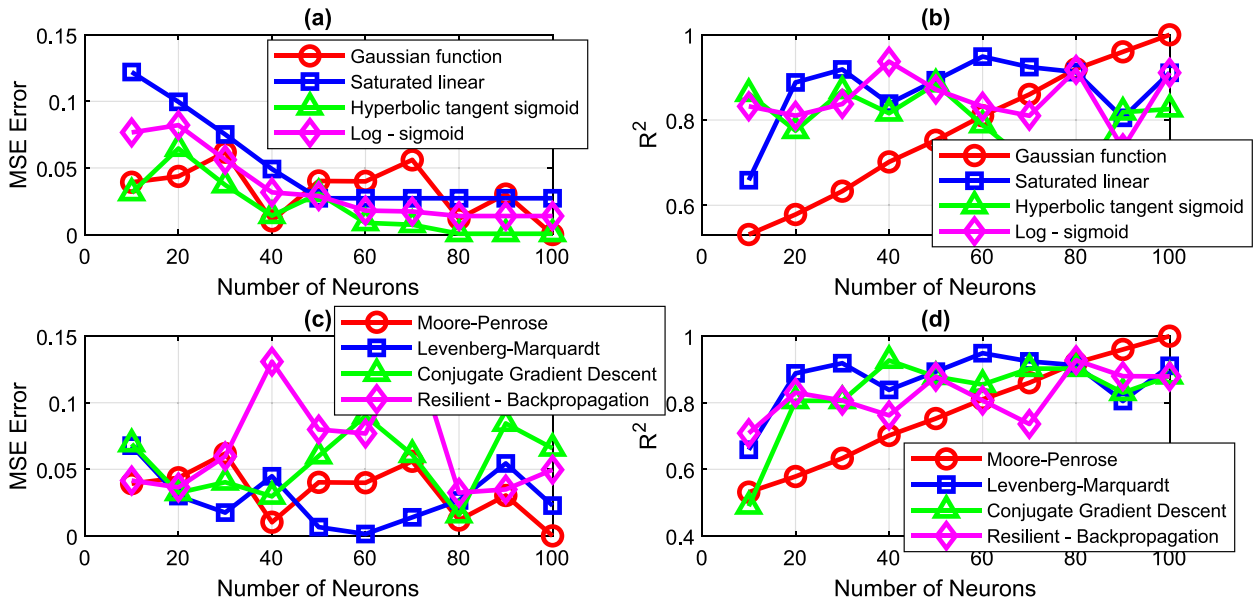 (a)
0.15
0.1
0.05
0
MSE Error
Gaussian function
Saturated linear
Hyperbolic tangent sigmoid
Log - sigmoid
0 20 40 60 80 100
Number of Neurons
(b)
1
0.8
0.6
R²
Gaussian function
Saturated linear
Hyperbolic tangent sigmoid
Log - sigmoid
0 20 40 60 80 100
Number of Neurons
(c)
0.15
0.1
0.05
0
MSE Error
Moore-Penrose
Levenberg-Marquardt
Conjugate Gradient Descent
Resilient - Backpropagation
0 20 40 60 80 100
Number of Neurons
(d)
1
0.8
0.6
0.4
R²
Moore-Penrose
Levenberg-Marquardt
Conjugate Gradient Descent
Resilient - Backpropagation
0 20 40 60 80 100
Number of Neurons